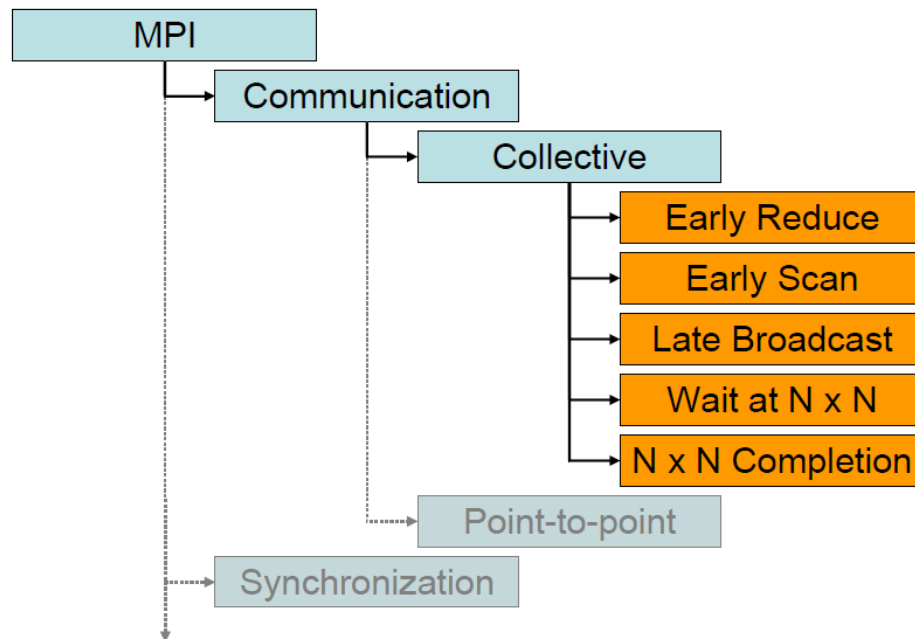 MPI
Communication
Collective
Early Reduce
Early Scan
Late Broadcast
Wait at N x N
N x N Completion
Point-to-point
Synchronization